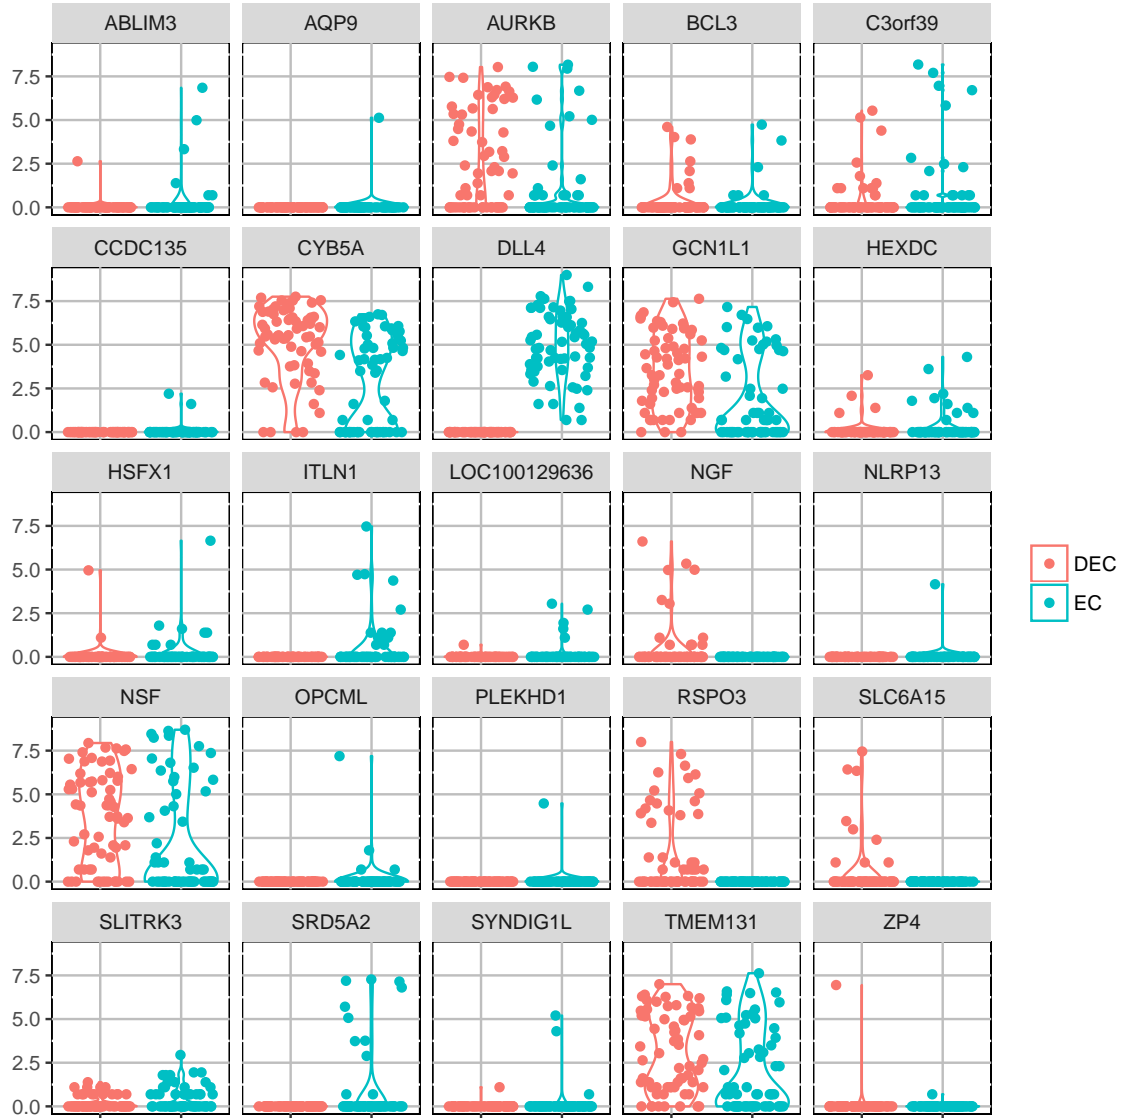 ABLIM3 AQP9 AURKB BCL3 C3orf39
7.5
5.0
2.5
0.0
CCDC135 CYB5A DLL4 GCN1L1 HEXDC
7.5
5.0
2.5
0.0
HSFX1 ITLN1 LOC100129636 NGF NLRP13
7.5
5.0
2.5
0.0
DEC
EC
NSF OPCML PLEKHD1 RSPO3 SLC6A15
7.5
5.0
2.5
0.0
SLITRK3 SRD5A2 SYNDIG1L TMEM131 ZP4
7.5
5.0
2.5
0.0